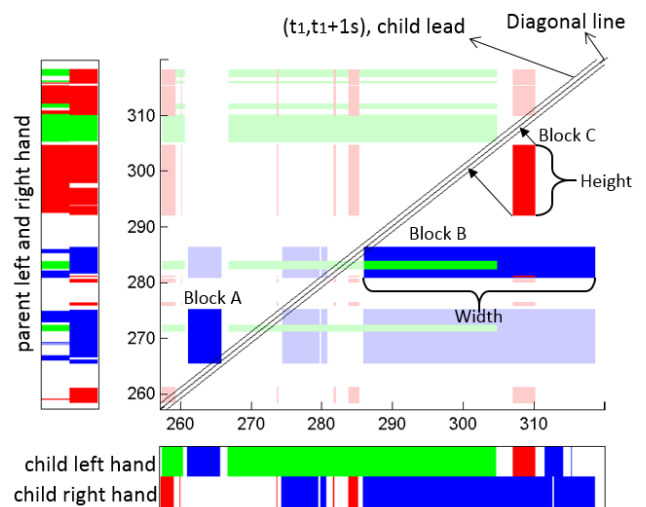 (t1,t1+1s), child lead
Diagonal line
310
300
290
280
270
260
Block C
Height
Block B
Block A
Width
parent left and right hand
260
270
280
290
300
310
child left hand
child right hand